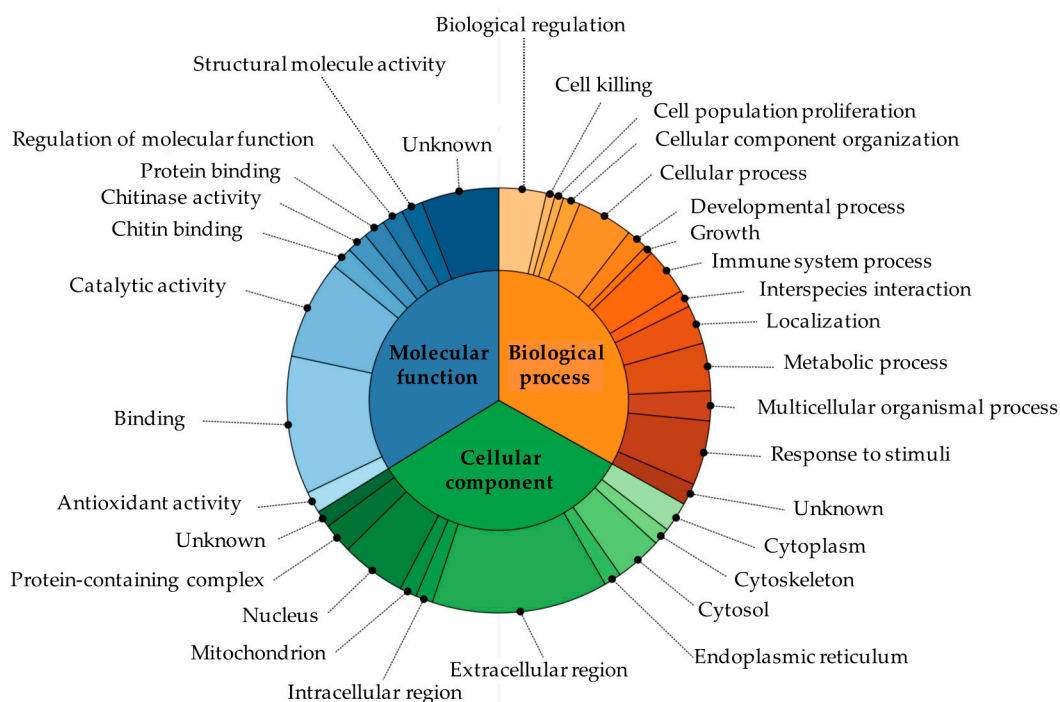 Biological regulation
Structural molecule activity
Cell killing
Cell population proliferation
Regulation of molecular function
Unknown
Cellular component organization
Protein binding
Cellular process
Chitinase activity
Developmental process
Chitin binding
Growth
Immune system process
Catalytic activity
Interspecies interaction
Localization
Molecular
function
Biological
process
Metabolic process
Binding
Multicellular organismal process
Cellular
component
Response to stimuli
Antioxidant activity
Unknown
Unknown
Cytoplasm
Protein-containing complex
Cytoskeleton
Nucleus
Cytosol
Mitochondrion
Endoplasmic reticulum
Extracellular region
Intracellular region